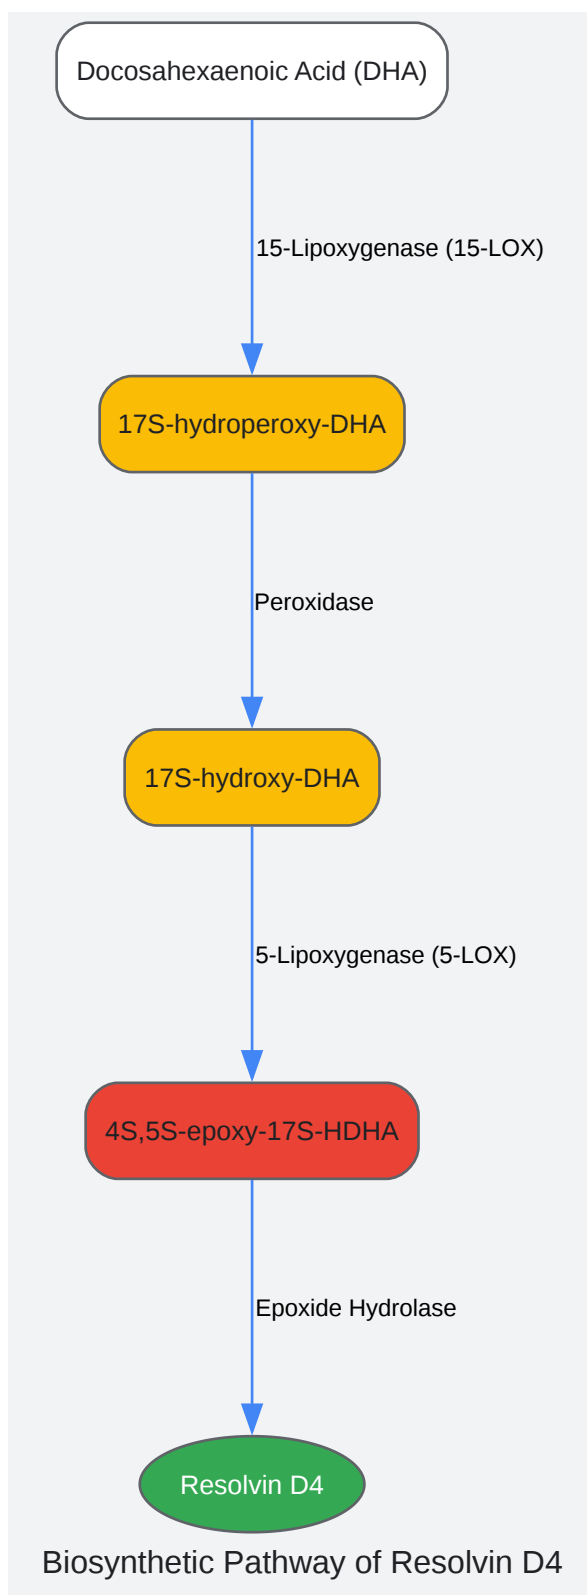 Docosahexaenoic Acid (DHA)
15-Lipoxygenase (15-LOX)
17S-hydroperoxy-DHA
Peroxidase
17S-hydroxy-DHA
5-Lipoxygenase (5-LOX)
4S,5S-epoxy-17S-HDHA
Epoxide Hydrolase
Resolvin D4
Biosynthetic Pathway of Resolvin D4